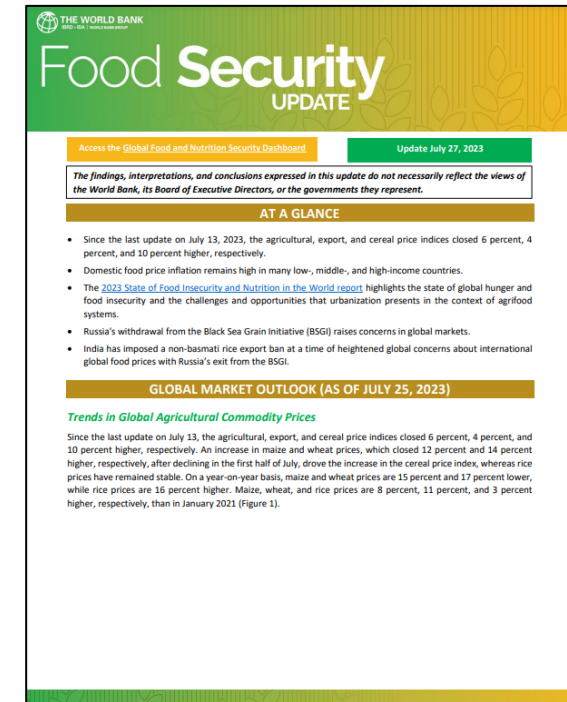 THE WORLD BANK
IBRD • IDA | WORLD BANK GROUP
Food Security
UPDATE
Access the Global Food and Nutrition Security Dashboard
Update July 27, 2023
The findings, interpretations, and conclusions expressed in this update do not necessarily reflect the views of
the World Bank, its Board of Executive Directors, or the governments they represent.
AT A GLANCE
• Since the last update on July 13, 2023, the agricultural, export, and cereal price indices closed 6 percent, 4
percent, and 10 percent higher, respectively.
• Domestic food price inflation remains high in many low-, middle-, and high-income countries.
• The 2023 State of Food Insecurity and Nutrition in the World report highlights the state of global hunger and
food insecurity and the challenges and opportunities that urbanization presents in the context of agrifood
systems.
• Russia's withdrawal from the Black Sea Grain Initiative (BSGI) raises concerns in global markets.
• India has imposed a non-basmati rice export ban at a time of heightened global concerns about international
global food prices with Russia's exit from the BSGI.
GLOBAL MARKET OUTLOOK (AS OF JULY 25, 2023)
Trends in Global Agricultural Commodity Prices
Since the last update on July 13, the agricultural, export, and cereal price indices closed 6 percent, 4 percent, and
10 percent higher, respectively. An increase in maize and wheat prices, which closed 12 percent and 14 percent
higher, respectively, after declining in the first half of July, drove the increase in the cereal price index, whereas rice
prices have remained stable. On a year-on-year basis, maize and wheat prices are 15 percent and 17 percent lower,
while rice prices are 16 percent higher. Maize, wheat, and rice prices are 8 percent, 11 percent, and 3 percent
higher, respectively, than in January 2021 (Figure 1).